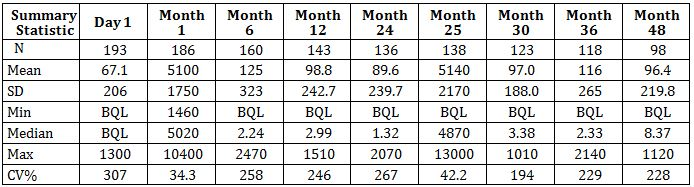 Summary Statistic Day 1 Month 1 Month 6 Month 12 Month 24 Month 25 Month 30 Month 36 Month 48
N 193 186 160 143 136 138 123 118 98
Mean 67.1 5100 125 98.8 89.6 5140 97.0 116 96.4
SD 206 1750 323 242.7 239.7 2170 188.0 265 219.8
Min BQL 1460 BQL BQL BQL BQL BQL BQL BQL
Median BQL 5020 2.24 2.99 1.32 4870 3.38 2.33 8.37
Max 1300 10400 2470 1510 2070 13000 1010 2140 1120
CV% 307 34.3 258 246 267 42.2 194 229 228